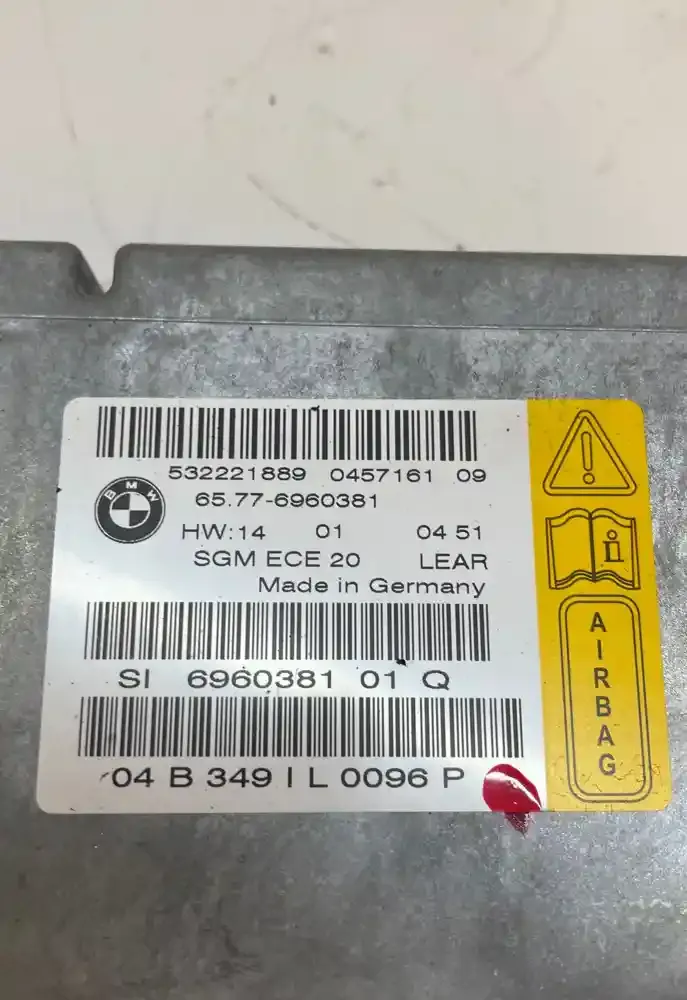 532221889 0457161 09
BMW
65.77-6960381
HW:14 01 04 51
SGM ECE 20 LEAR
Made in Germany
SI 6960381 01 Q
04 B 349 I L 0096 P
i
AIRBAG